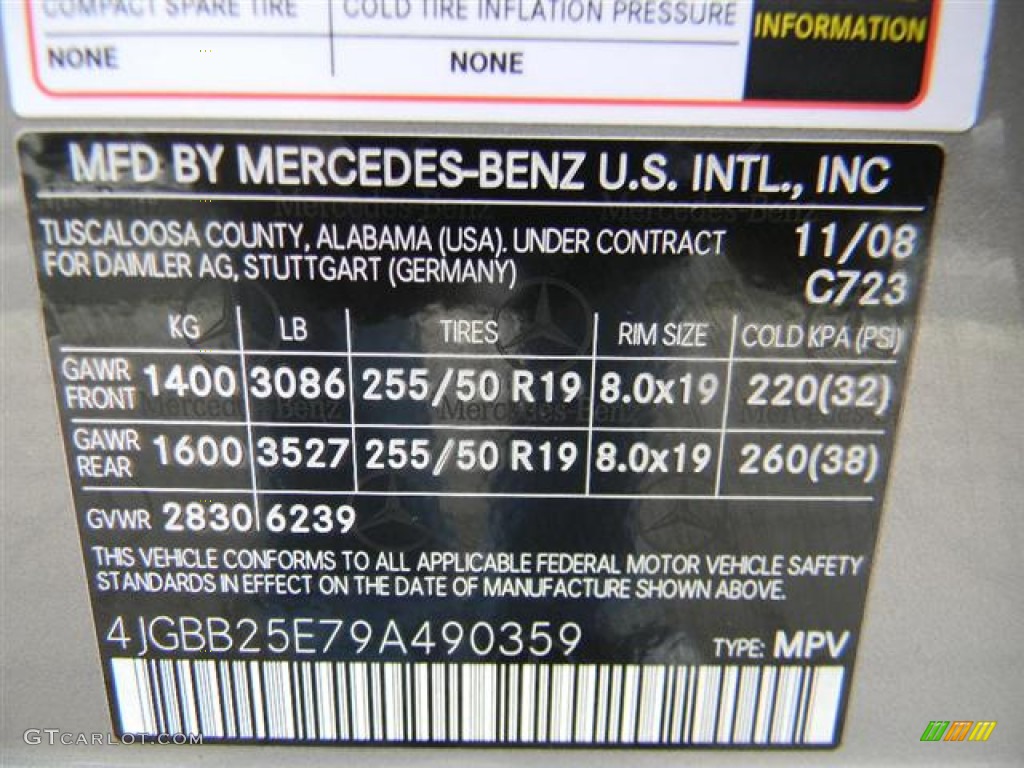 COMPACT SPARE TIRE COLD TIRE INFLATION PRESSURE
INFORMATION
NONE NONE
MFD BY MERCEDES-BENZ U.S. INTL., INC
TUSCALOOSA COUNTY, ALABAMA (USA). UNDER CONTRACT 11/08
FOR DAIMLER AG, STUTTGART (GERMANY) C723
KG LB TIRES RIM SIZE COLD KPA (PSI)
GAWR FRONT 1400 3086 255/50 R19 8.0x19 220(32)
GAWR REAR 1600 3527 255/50 R19 8.0x19 260(38)
GVWR 2830 6239
THIS VEHICLE CONFORMS TO ALL APPLICABLE FEDERAL MOTOR VEHICLE SAFETY
STANDARDS IN EFFECT ON THE DATE OF MANUFACTURE SHOWN ABOVE.
4JGBB25E79A490359 TYPE: MPV
GTCARLOT.COM